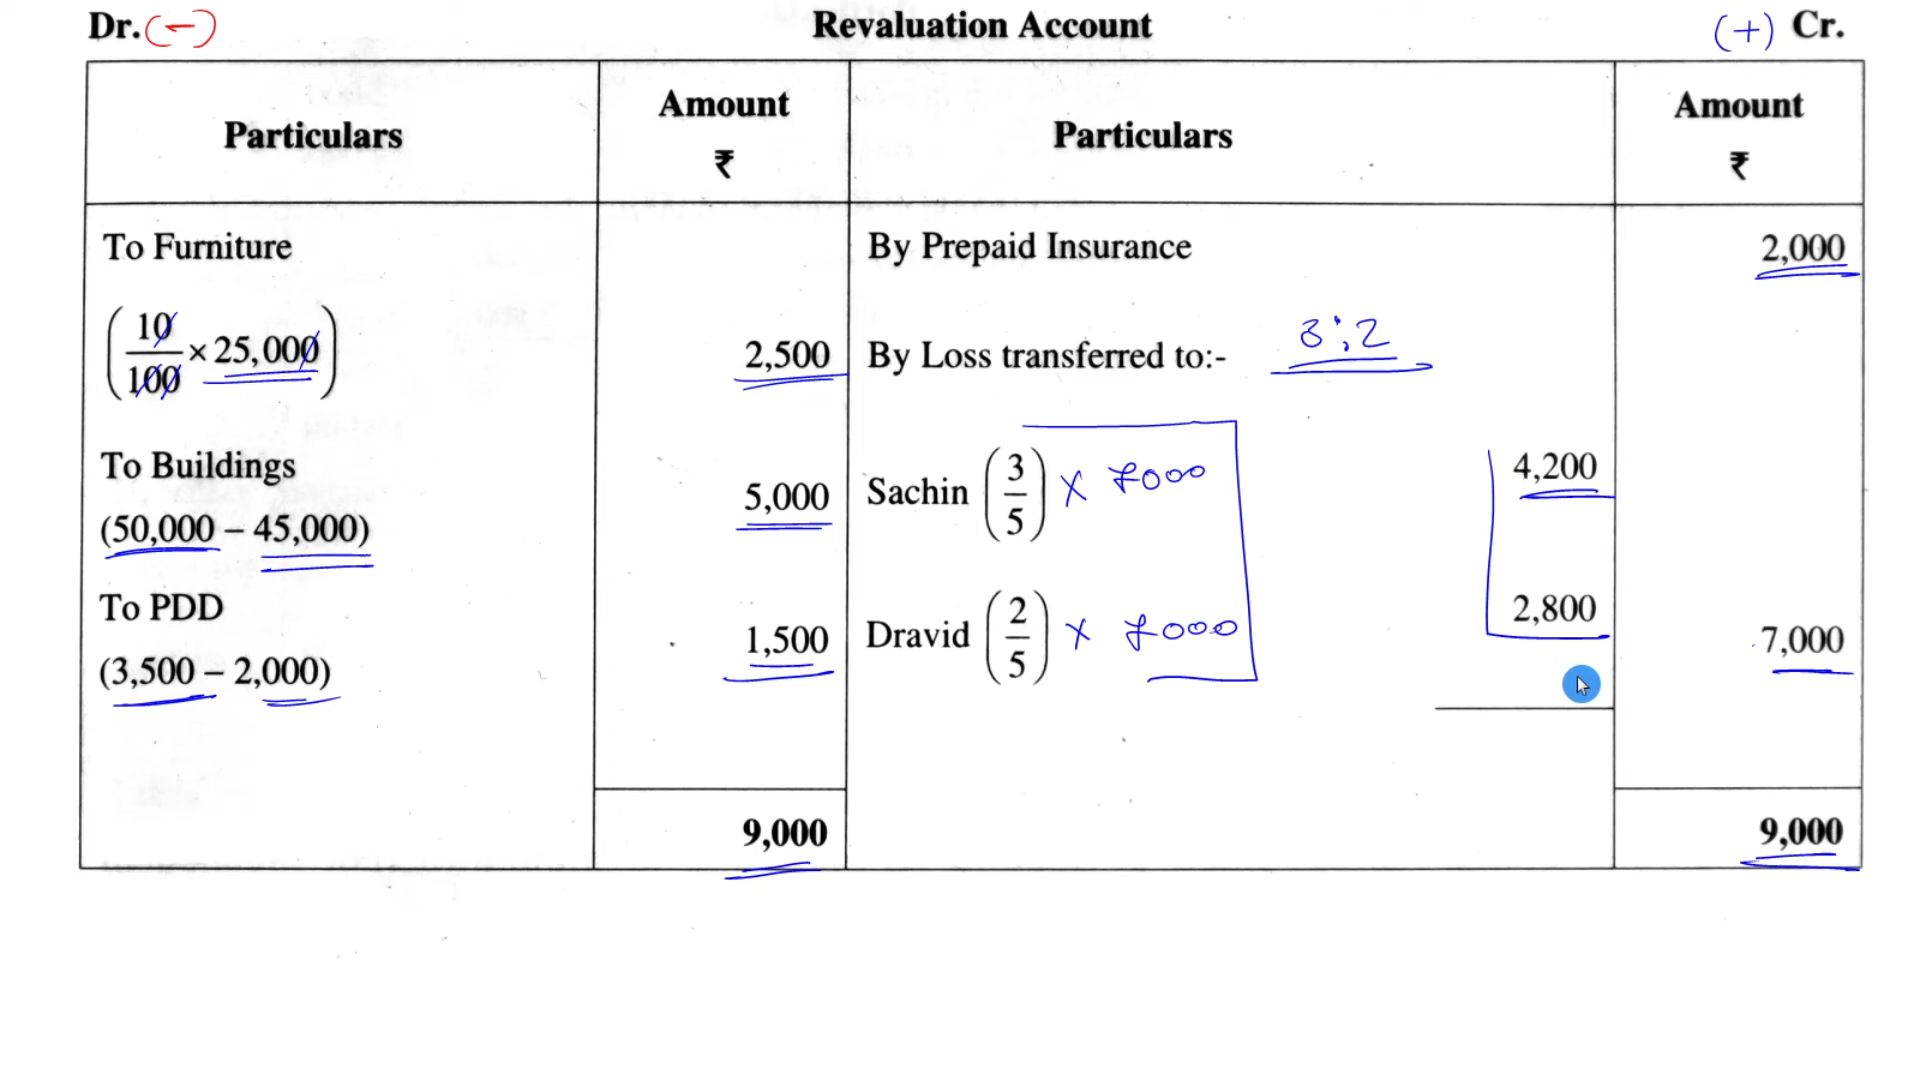 Dr. (-) Revaluation Account (+) Cr.
Particulars Amount ₹ Particulars Amount ₹
To Furniture By Prepaid Insurance 2,000
(10/100 × 25,000) 2,500 By Loss transferred to:- 3:2
To Buildings
(50,000 – 45,000) 5,000 Sachin (3/5) × 7000 4,200
To PDD
(3,500 – 2,000) 1,500 Dravid (2/5) × 7000 2,800 7,000
9,000 9,000